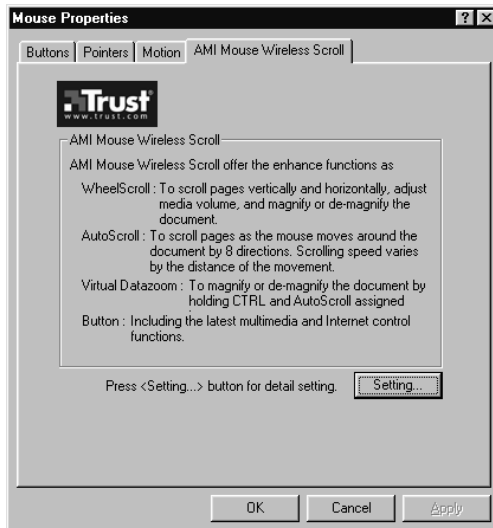 Mouse Properties
Buttons Pointers Motion AMI Mouse Wireless Scroll
Trust
www.trust.com
AMI Mouse Wireless Scroll
AMI Mouse Wireless Scroll offer the enhance functions as
WheelScroll : To scroll pages vertically and horizontally, adjust
media volume, and magnify or de-magnify the
document.
AutoScroll : To scroll pages as the mouse moves around the
document by 8 directions. Scrolling speed varies
by the distance of the movement.
Virtual Datazoom : To magnify or de-magnify the document by
holding CTRL and AutoScroll assigned
Button : Including the latest multimedia and Internet control
functions.
Press <Setting...> button for detail setting. Setting...
OK Cancel Apply